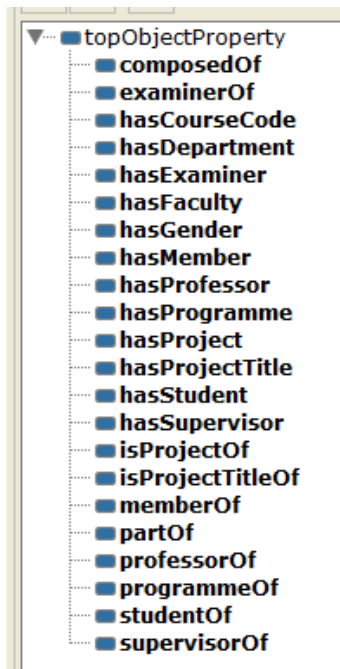 topObjectProperty
composedOf
examinerOf
hasCourseCode
hasDepartment
hasExaminer
hasFaculty
hasGender
hasMember
hasProfessor
hasProgramme
hasProject
hasProjectTitle
hasStudent
hasSupervisor
isProjectOf
isProjectTitleOf
memberOf
partOf
professorOf
programmeOf
studentOf
supervisorOf